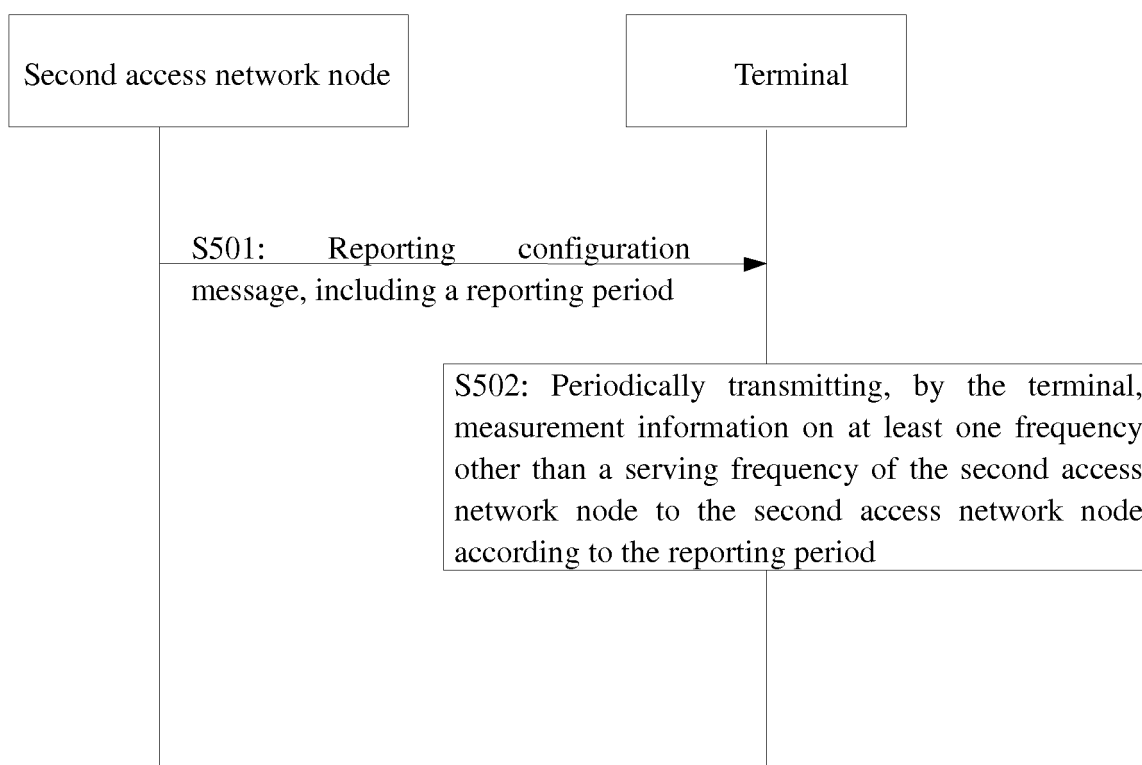 Second access network node
Terminal
S501: Reporting configuration
message, including a reporting period
S502: Periodically transmitting, by the terminal,
measurement information on at least one frequency
other than a serving frequency of the second access
network node to the second access network node
according to the reporting period